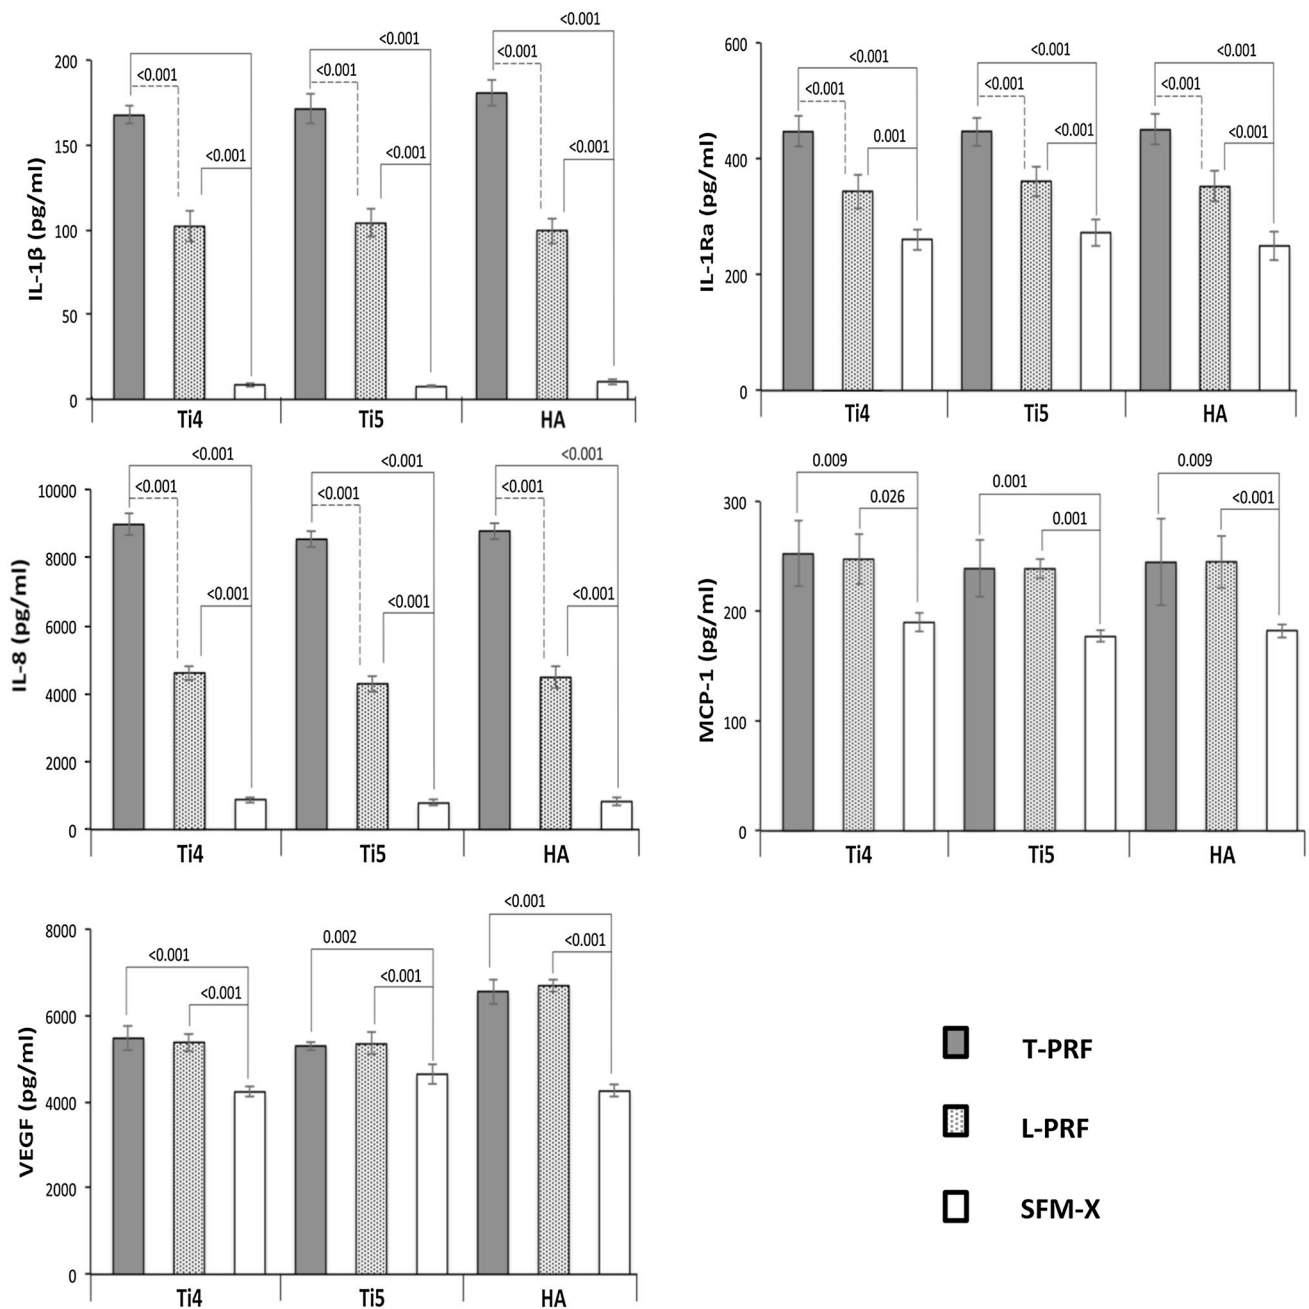 <0.001
<0.001
<0.001
<0.001
<0.001
<0.001
<0.001
<0.001
200
150
100
50
0
IL-1β (pg/ml)
Ti4
Ti5
HA
<0.001
<0.001
<0.001
<0.001
<0.001
<0.001
0.001
<0.001
<0.001
600
400
200
0
IL-1Ra (pg/ml)
Ti4
Ti5
HA
<0.001
<0.001
<0.001
<0.001
<0.001
<0.001
<0.001
<0.001
<0.001
10000
8000
6000
4000
2000
0
IL-8 (pg/ml)
Ti4
Ti5
HA
0.009
0.001
0.009
0.026
0.001
<0.001
300
200
100
0
MCP-1 (pg/ml)
Ti4
Ti5
HA
<0.001
0.002
<0.001
<0.001
<0.001
<0.001
8000
6000
4000
2000
0
VEGF (pg/ml)
Ti4
Ti5
HA
T-PRF
L-PRF
SFM-X